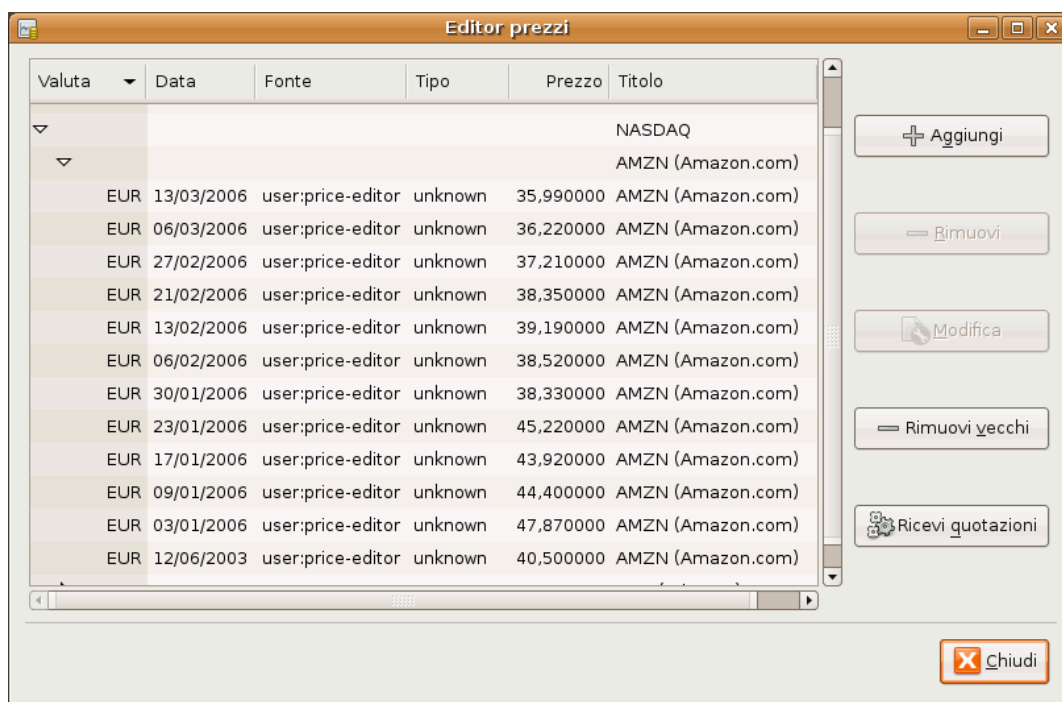 Editor prezzi
Valuta Data Fonte Tipo Prezzo Titolo
NASDAQ
AMZN (Amazon.com)
EUR 13/03/2006 user:price-editor unknown 35,990000 AMZN (Amazon.com)
EUR 06/03/2006 user:price-editor unknown 36,220000 AMZN (Amazon.com)
EUR 27/02/2006 user:price-editor unknown 37,210000 AMZN (Amazon.com)
EUR 21/02/2006 user:price-editor unknown 38,350000 AMZN (Amazon.com)
EUR 13/02/2006 user:price-editor unknown 39,190000 AMZN (Amazon.com)
EUR 06/02/2006 user:price-editor unknown 38,520000 AMZN (Amazon.com)
EUR 30/01/2006 user:price-editor unknown 38,330000 AMZN (Amazon.com)
EUR 23/01/2006 user:price-editor unknown 45,220000 AMZN (Amazon.com)
EUR 17/01/2006 user:price-editor unknown 43,920000 AMZN (Amazon.com)
EUR 09/01/2006 user:price-editor unknown 44,400000 AMZN (Amazon.com)
EUR 03/01/2006 user:price-editor unknown 47,870000 AMZN (Amazon.com)
EUR 12/06/2003 user:price-editor unknown 40,500000 AMZN (Amazon.com)
Aggiungi
Rimuovi
Modifica
Rimuovi vecchi
Ricevi quotazioni
Chiudi